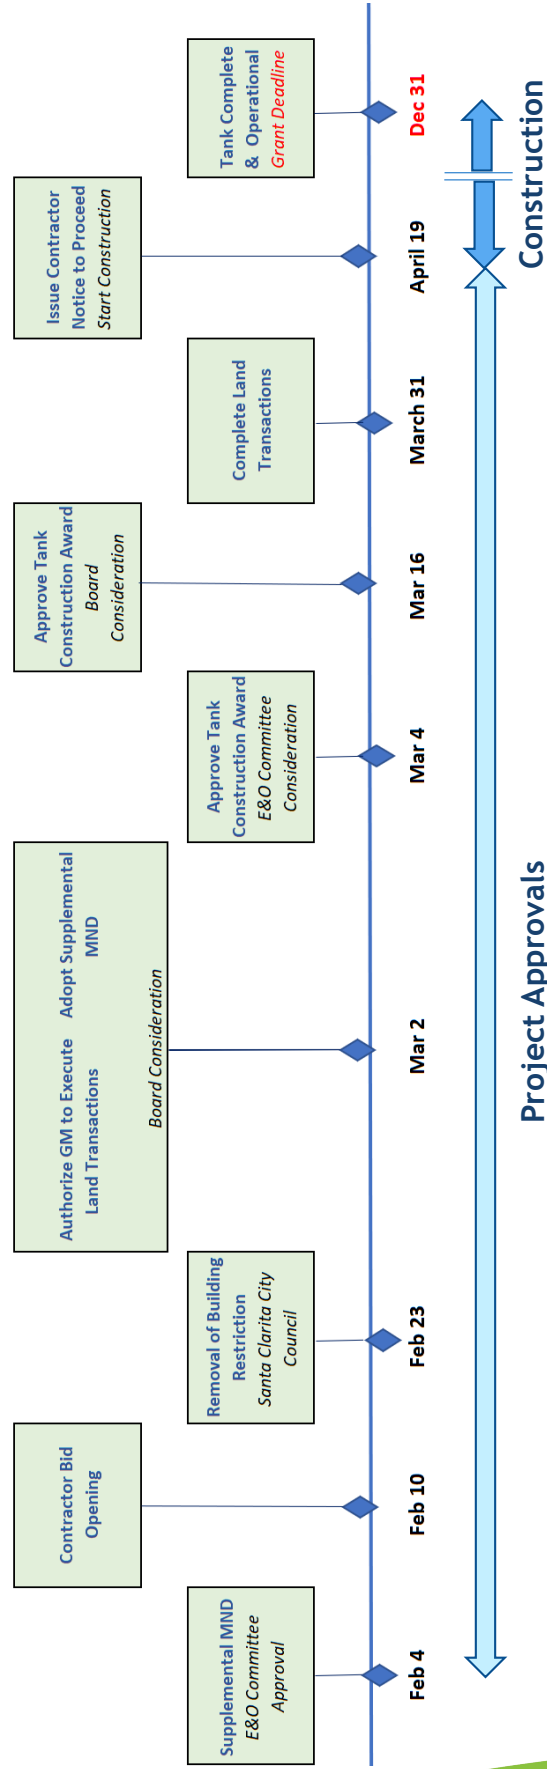 Supplemental MND
E&O Committee
Approval
Feb 4
Contractor Bid
Opening
Feb 10
Removal of Building
Restriction
Santa Clarita City
Council
Feb 23
Authorize GM to Execute
Land Transactions
Adopt Supplemental
MND
Board Consideration
Mar 2
Approve Tank
Construction Award
E&O Committee
Consideration
Mar 4
Approve Tank
Construction Award
Board
Consideration
Mar 16
Complete Land
Transactions
March 31
Issue Contractor
Notice to Proceed
Start Construction
April 19
Tank Complete
& Operational
Grant Deadline
Dec 31
Project Approvals
Construction